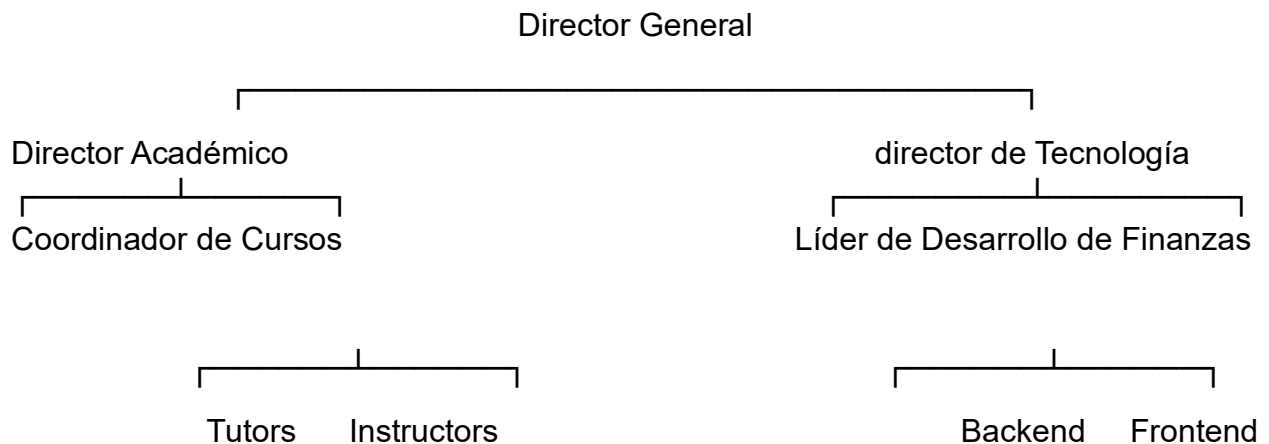 Director General
Director Académico director de Tecnología
Coordinador de Cursos Líder de Desarrollo de Finanzas
Tutors Instructors Backend Frontend